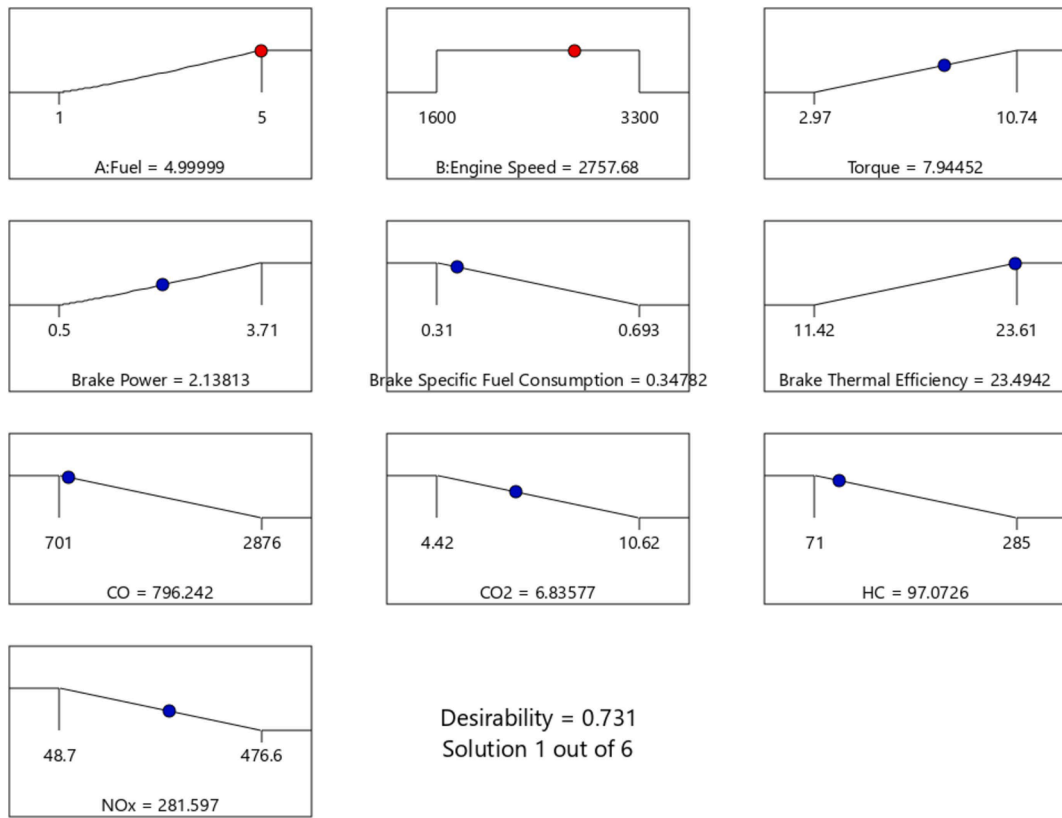 1 5
A:Fuel = 4.99999
1600 3300
B:Engine Speed = 2757.68
2.97 10.74
Torque = 7.94452
0.5 3.71
Brake Power = 2.13813
0.31 0.693
Brake Specific Fuel Consumption = 0.34782
11.42 23.61
Brake Thermal Efficiency = 23.4942
701 2876
CO = 796.242
4.42 10.62
CO2 = 6.83577
71 285
HC = 97.0726
48.7 476.6
NOx = 281.597
Desirability = 0.731
Solution 1 out of 6